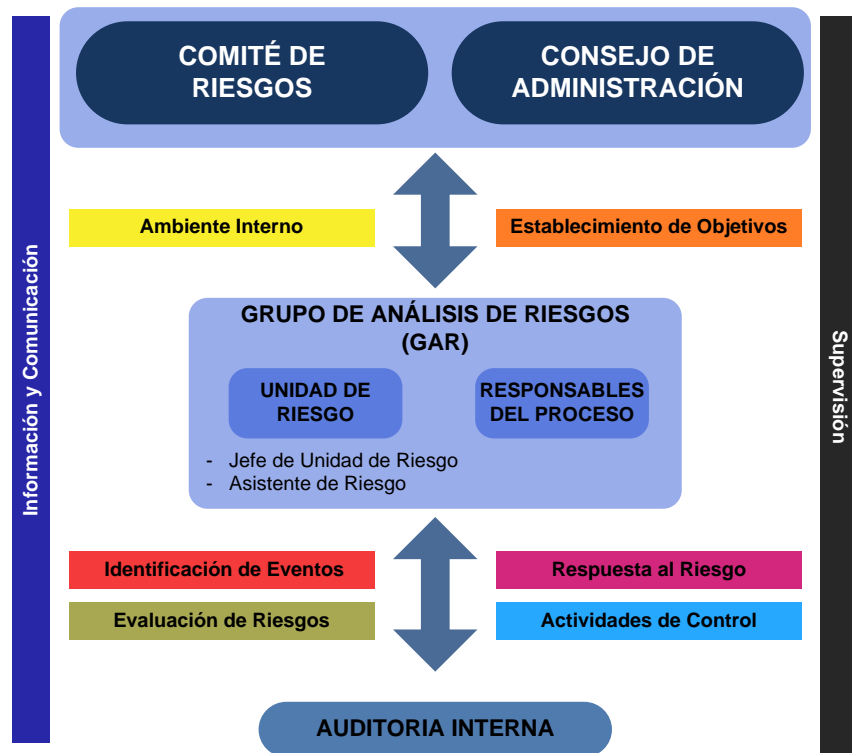 COMITÉ DE
RIESGOS
CONSEJO DE
ADMINISTRACIÓN
Ambiente Interno
Establecimiento de Objetivos
Información y Comunicación
Supervisión
GRUPO DE ANÁLISIS DE RIESGOS
(GAR)
UNIDAD DE
RIESGO
RESPONSABLES
DEL PROCESO
- Jefe de Unidad de Riesgo
- Asistente de Riesgo
Identificación de Eventos
Respuesta al Riesgo
Evaluación de Riesgos
Actividades de Control
AUDITORIA INTERNA